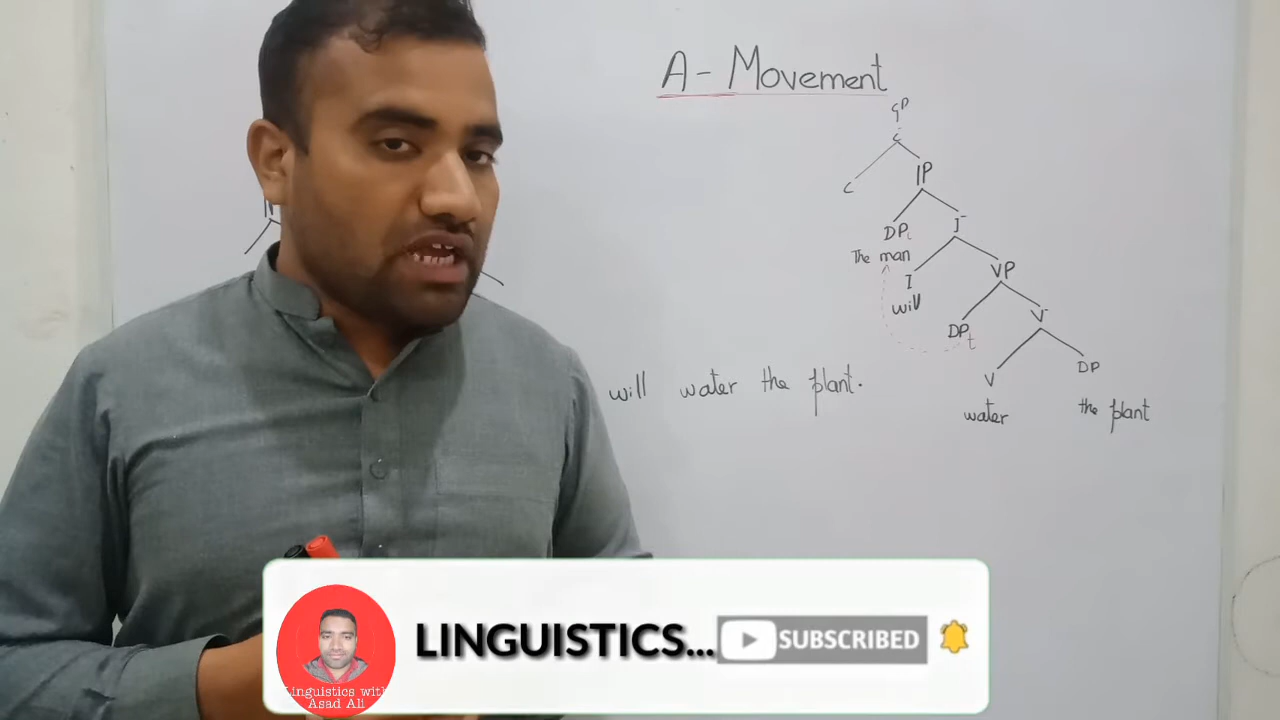 A- Movement
CP
C̄
C
IP
DPi
I̅
The man
I
VP
will
DP t
V̅
V
DP
water
the plant
will water the plant.
LINGUISTICS...
SUBSCRIBED
Linguistics with
Asad Ali